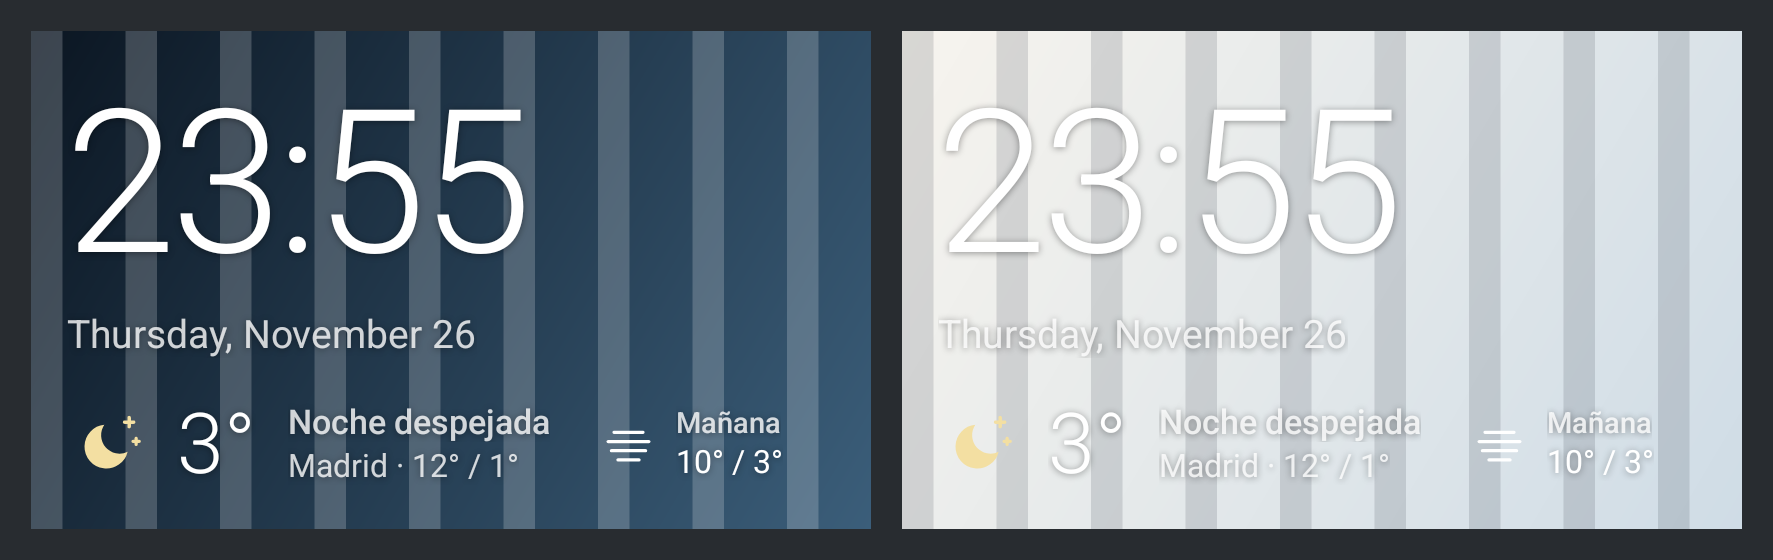 23:55
Thursday, November 26
3°
Noche despejada
Madrid · 12° / 1°
Mañana
10° / 3°
23:55
Thursday, November 26
3°
Noche despejada
Madrid · 12° / 1°
Mañana
10° / 3°